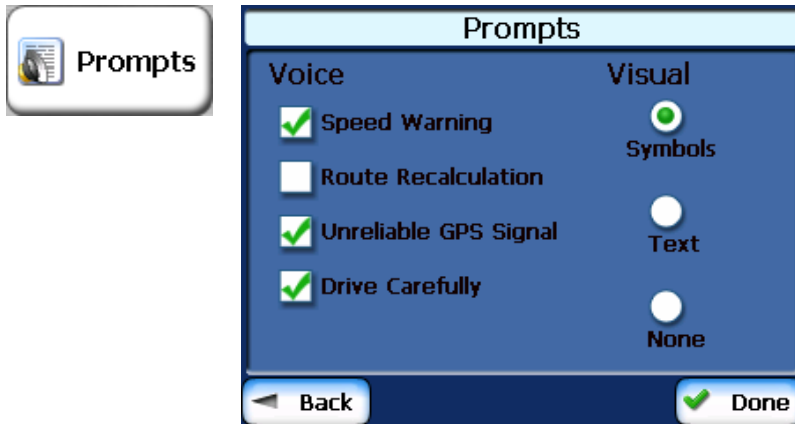 Prompts
Prompts
Voice
Visual
Speed Warning
Symbols
Route Recalculation
Unreliable GPS Signal
Text
Drive Carefully
None
Back
Done